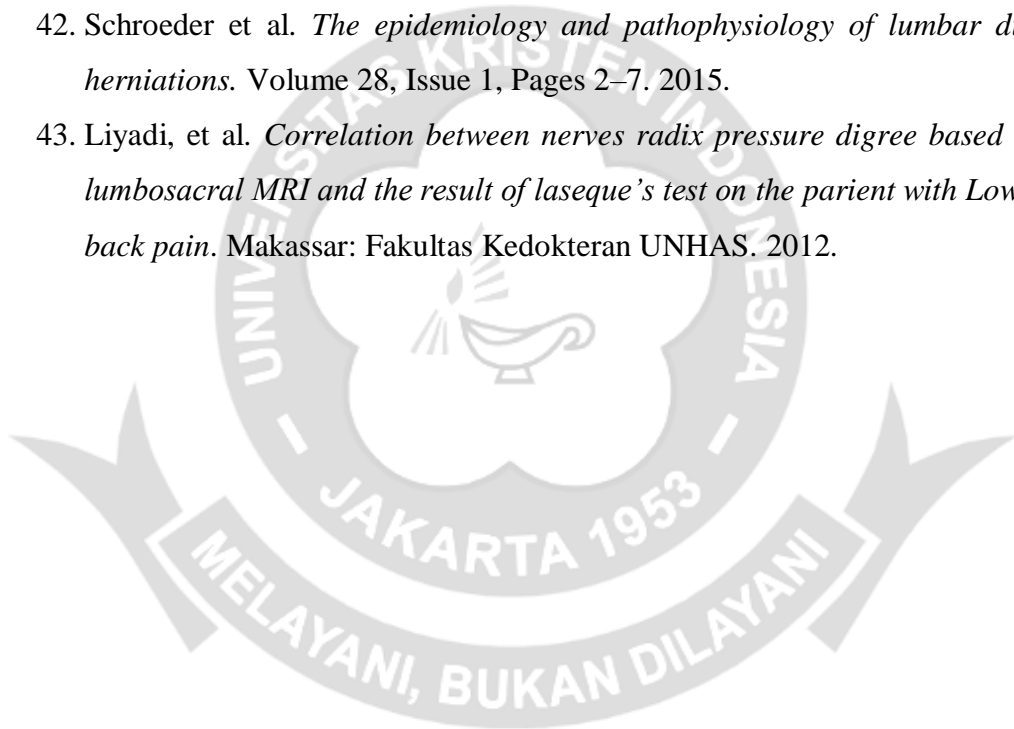 42. Schroeder et al. The epidemiology and pathophysiology of lumbar
herniations. Volume 28, Issue 1, Pages 2–7. 2015.
43. Liyadi, et al. Correlation between nerves radix pressure digree based
lumbosacral MRI and the result of laseque’s test on the parient with
back pain. Makassar: Fakultas Kedokteran UNHAS. 2012.
UNIVERSITAS KRISTEN INDONESIA
– JAKARTA 1953 –
MELAYANI, BUKAN DILAYANI